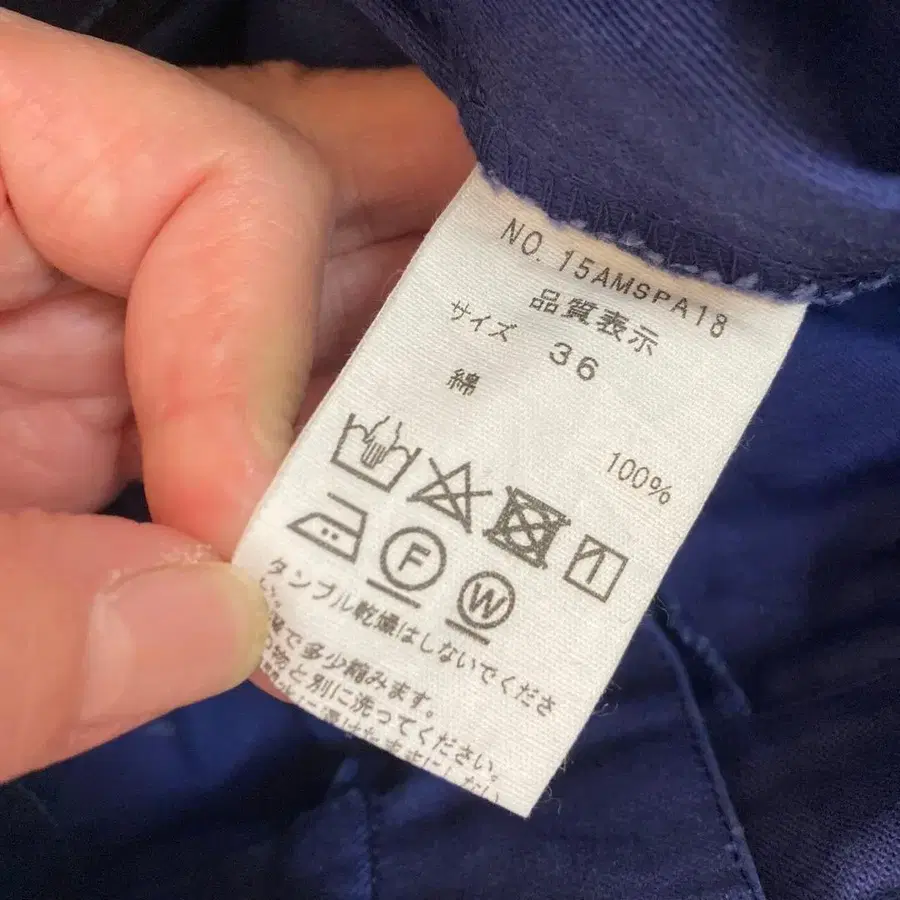 NO. 15AMSPA18
品質表示
サイズ 36
綿 100%
F
W
タンブル乾燥はしないでくださ
で多少縮みます。
物と別に洗ってください。